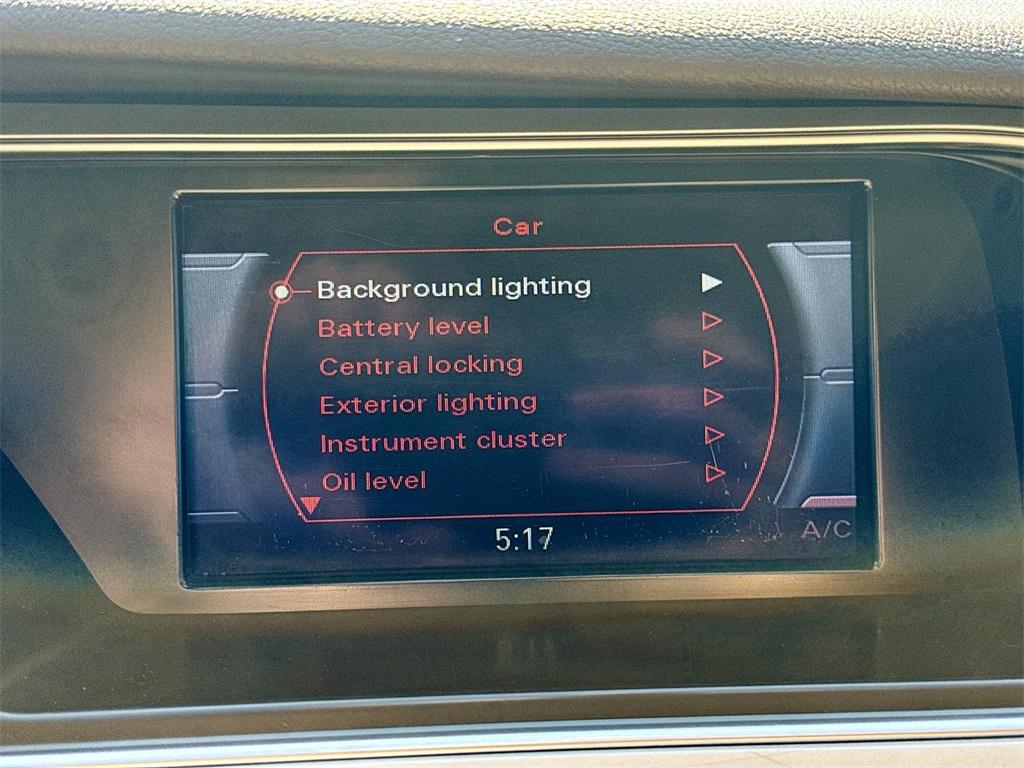 Car
Background lighting
Battery level
Central locking
Exterior lighting
Instrument cluster
Oil level
5:17
A/C